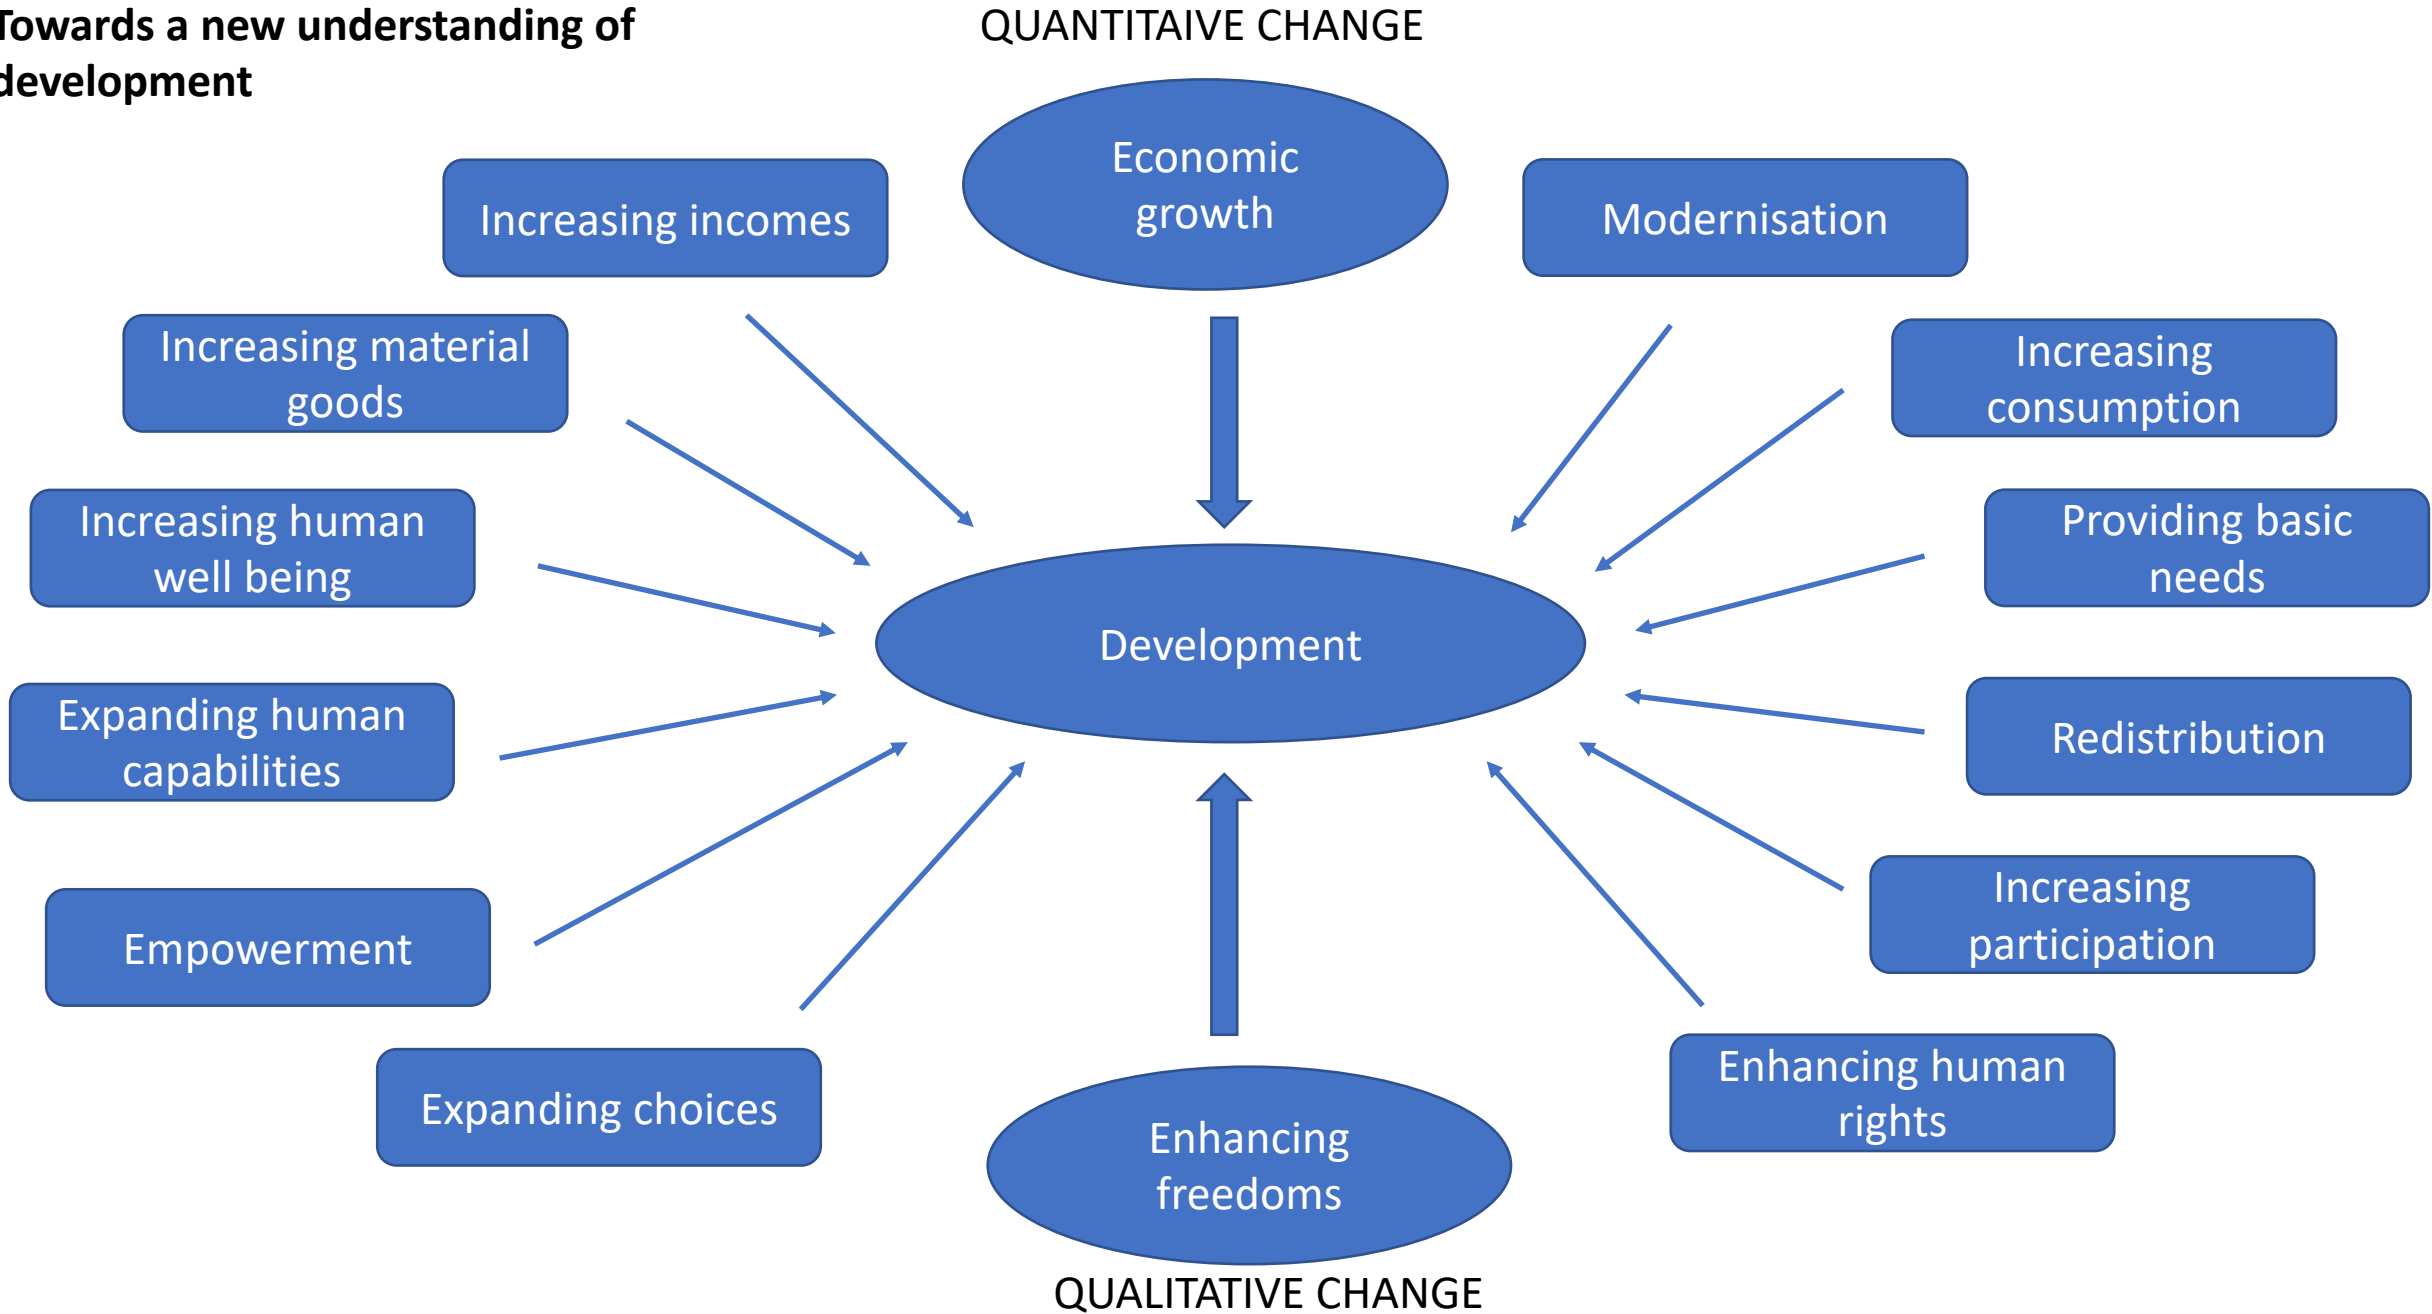 Towards a new understanding of
development
QUANTITAIVE CHANGE
Economic
growth
Increasing incomes
Modernisation
Increasing material
goods
Increasing
consumption
Increasing human
well being
Providing basic
needs
Development
Expanding human
capabilities
Redistribution
Empowerment
Increasing
participation
Expanding choices
Enhancing human
rights
Enhancing
freedoms
QUALITATIVE CHANGE